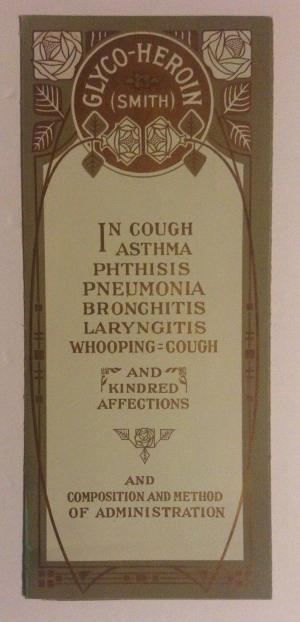 GLYCO-HEROIN
(SMITH)
IN COUGH
ASTHMA
PHTHISIS
PNEUMONIA
BRONCHITIS
LARYNGITIS
WHOOPING=COUGH
AND
KINDRED
AFFECTIONS
AND
COMPOSITION AND METHOD
OF ADMINISTRATION